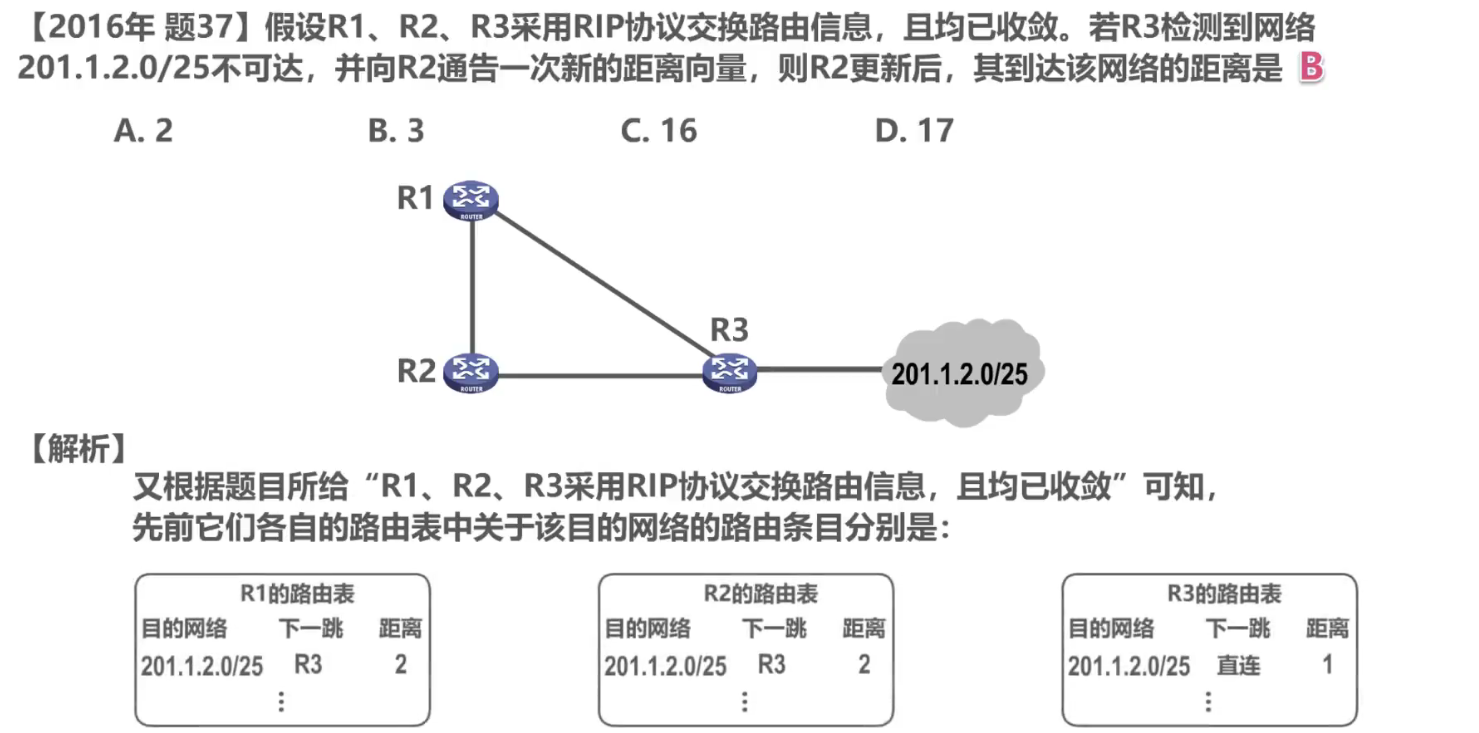 【2016年 题37】假设R1、R2、R3采用RIP协议交换路由信息，且均已收敛。若R3检测到网络
201.1.2.0/25不可达，并向R2通告一次新的距离向量，则R2更新后，其到达该网络的距离是 B
A. 2 B. 3 C. 16 D. 17
R1
ROUTER
R3
R2
ROUTER
ROUTER
201.1.2.0/25
【解析】
又根据题目所给“R1、R2、R3采用RIP协议交换路由信息，且均已收敛”可知，
先前它们各自的路由表中关于该目的网络的路由条目分别是：
R1的路由表
目的网络 下一跳 距离
201.1.2.0/25 R3 2
⋮
R2的路由表
目的网络 下一跳 距离
201.1.2.0/25 R3 2
⋮
R3的路由表
目的网络 下一跳 距离
201.1.2.0/25 直连 1
⋮